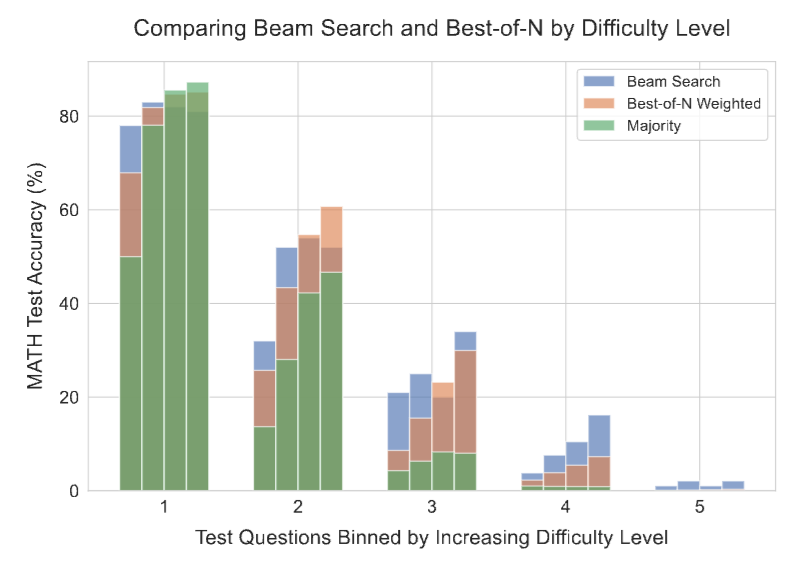 Comparing Beam Search and Best-of-N by Difficulty Level
Beam Search
Best-of-N Weighted
Majority
MATH Test Accuracy (%)
80
60
40
20
0
1 2 3 4 5
Test Questions Binned by Increasing Difficulty Level